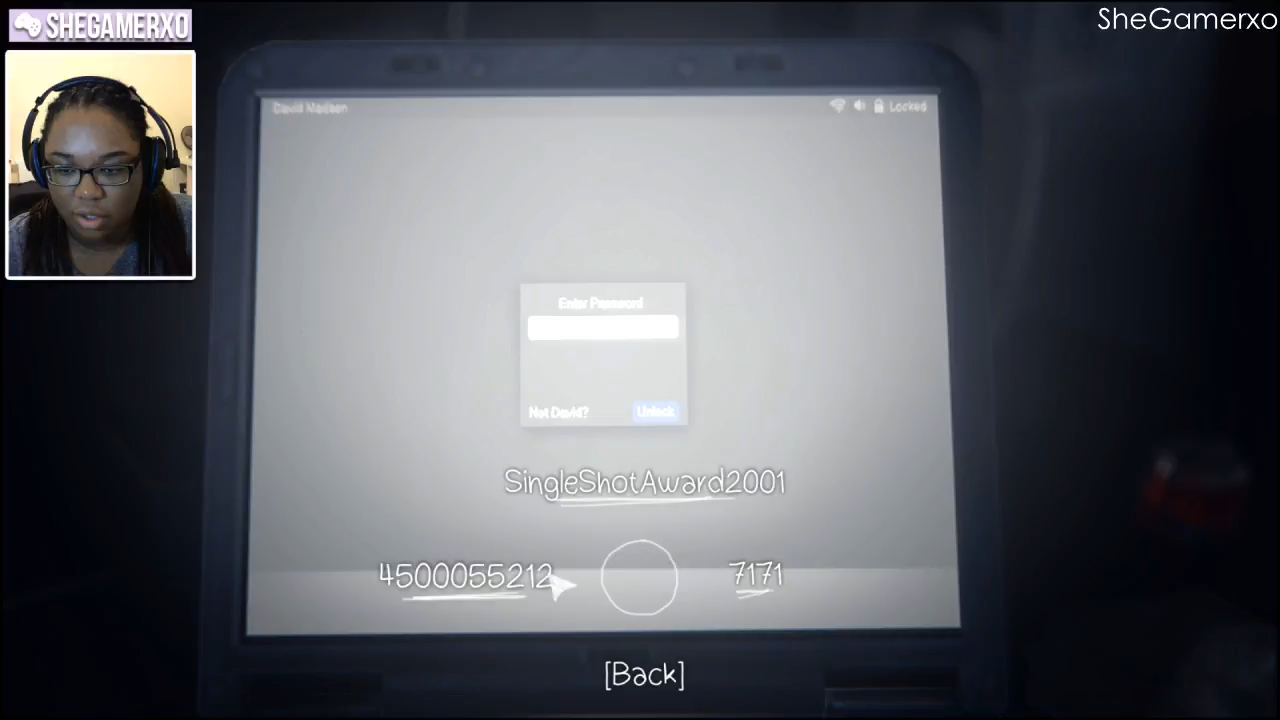 SHEGAMERXO
SheGamerxo
David Madsen
Locked
Enter Password
Not David?
Unlock
SingleShotAward2001
4500055212
7171
[Back]